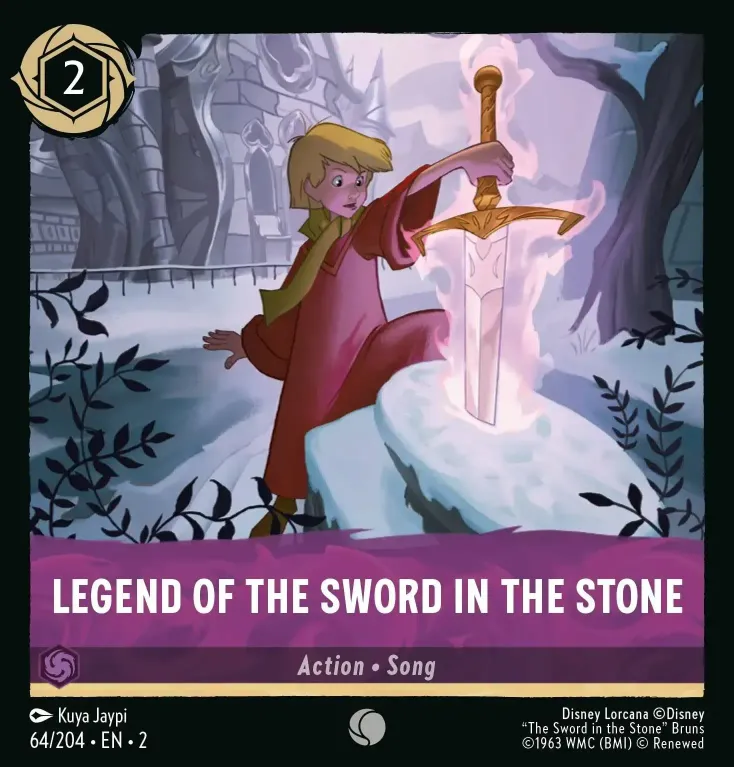 2
LEGEND OF THE SWORD IN THE STONE
Action • Song
Kuya Jaypi
64/204 • EN • 2
Disney Lorcana ©Disney
“The Sword in the Stone” Bruns
©1963 WMC (BMI) © Renewed